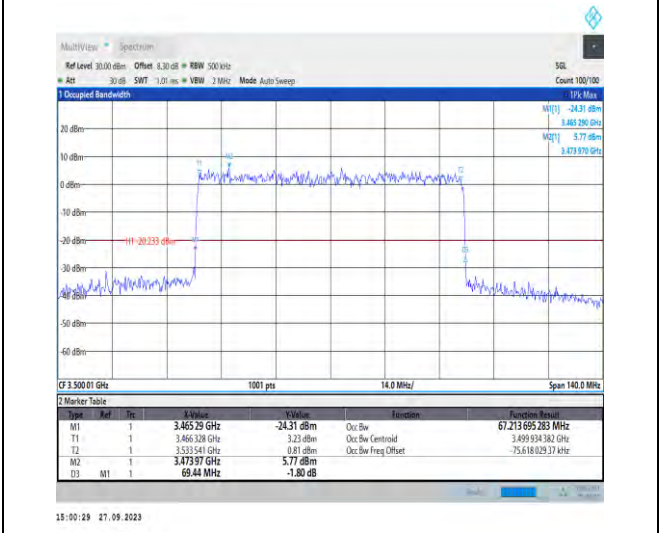 MultiView Spectrum
Ref Level 30.00 dBm Offset 8.30 dB RBW 500 kHz SGL
Att 30 dB SWT 1.01 ms VBW 2 MHz Mode Auto Sweep Count 100/100
1 Occupied Bandwidth 1Pk Max
M1[1] -24.31 dBm
3.465 290 GHz
M2[1] 5.77 dBm
3.473 970 GHz
20 dBm
10 dBm
0 dBm
-10 dBm
-20 dBm H1 -20.233 dBm
-30 dBm
-40 dBm
-50 dBm
-60 dBm
CF 3.500 01 GHz 1001 pts 14.0 MHz/ Span 140.0 MHz
2 Marker Table
Type Ref Trc X-Value Y-Value Function Function Result
M1 1 3.465 29 GHz -24.31 dBm Occ Bw 67.213 695 283 MHz
T1 1 3.466 328 GHz 3.23 dBm Occ Bw Centroid 3.499 934 382 GHz
T2 1 3.533 541 GHz 0.81 dBm Occ Bw Freq Offset -75.618 029 37 kHz
M2 1 3.473 97 GHz 5.77 dBm
D3 M1 1 69.44 MHz -1.80 dB
15:00:29 27.09.2023